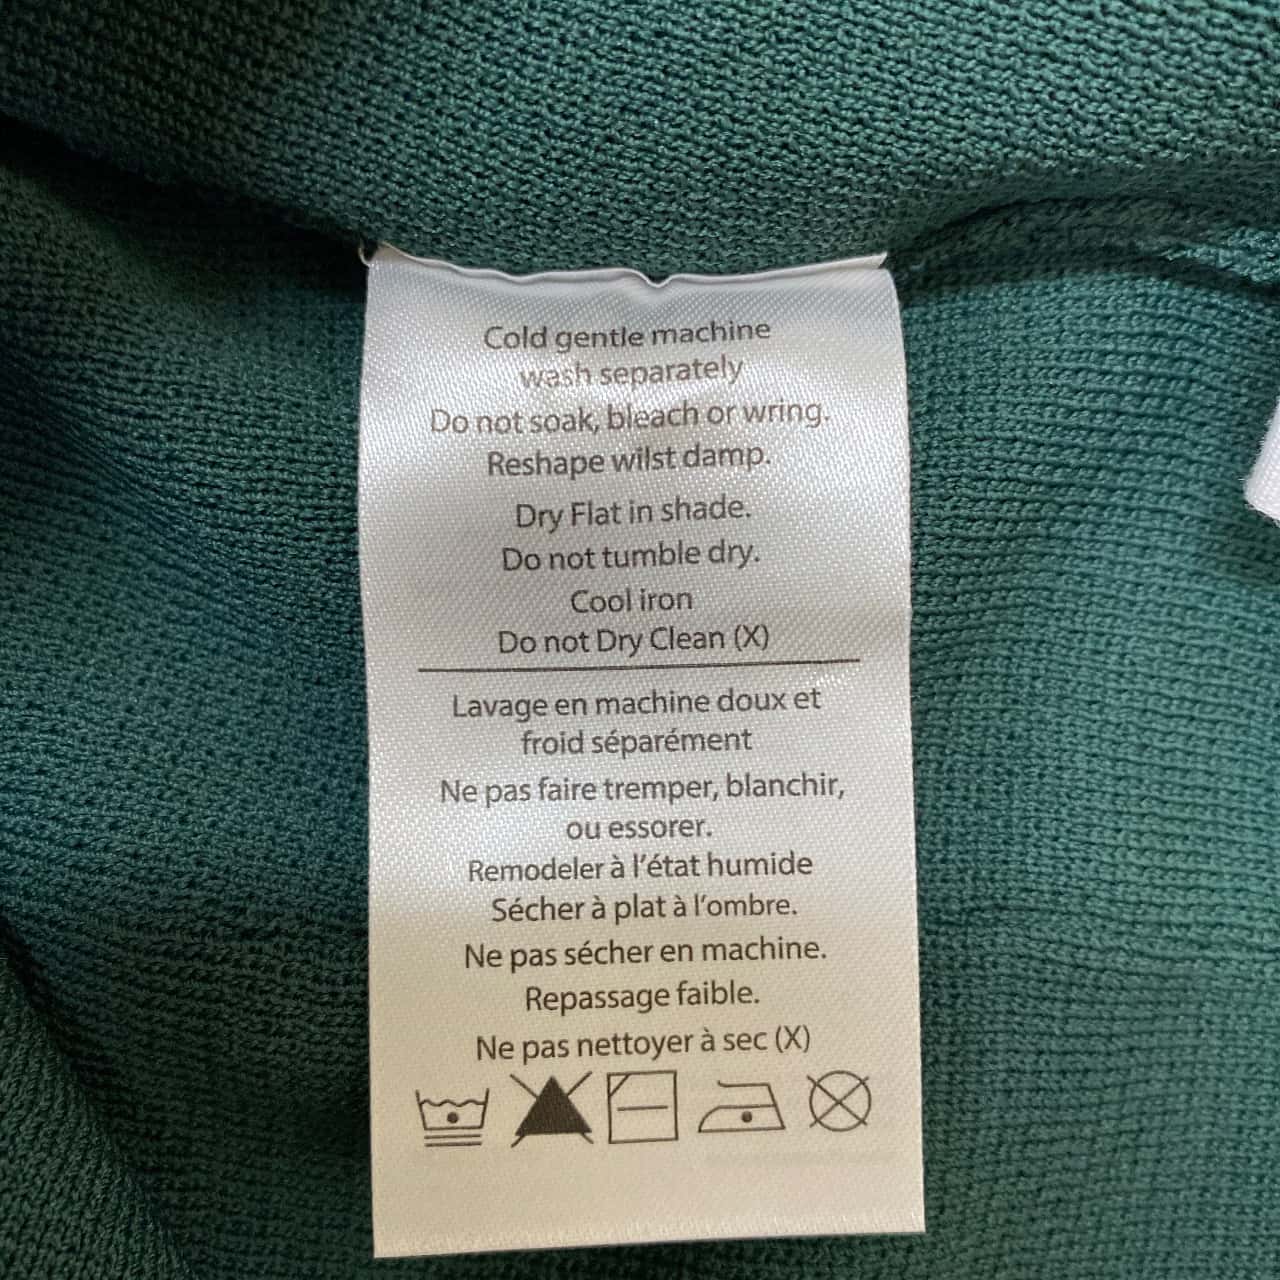 Cold gentle machine
wash separately
Do not soak, bleach or wring.
Reshape wilst damp.
Dry Flat in shade.
Do not tumble dry.
Cool iron
Do not Dry Clean (X)
Lavage en machine doux et
froid séparément
Ne pas faire tremper, blanchir,
ou essorer.
Remodeler à l'état humide
Sécher à plat à l'ombre.
Ne pas sécher en machine.
Repassage faible.
Ne pas nettoyer à sec (X)